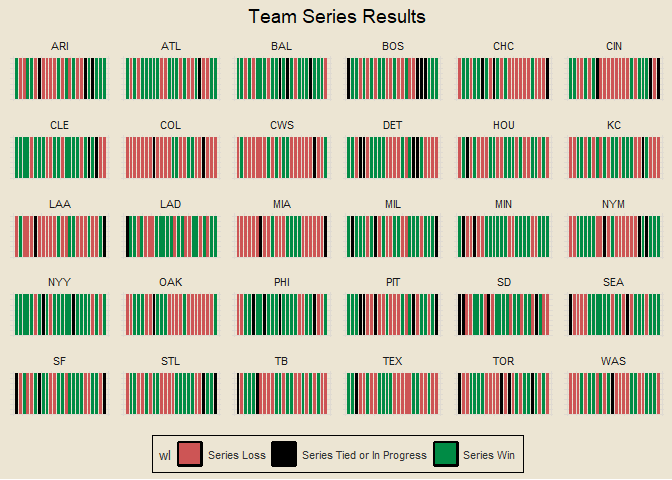 Team Series Results
ARI ATL BAL BOS CHC CIN
CLE COL CWS DET HOU KC
LAA LAD MIA MIL MIN NYM
NYY OAK PHI PIT SD SEA
SF STL TB TEX TOR WAS
wl Series Loss Series Tied or In Progress Series Win